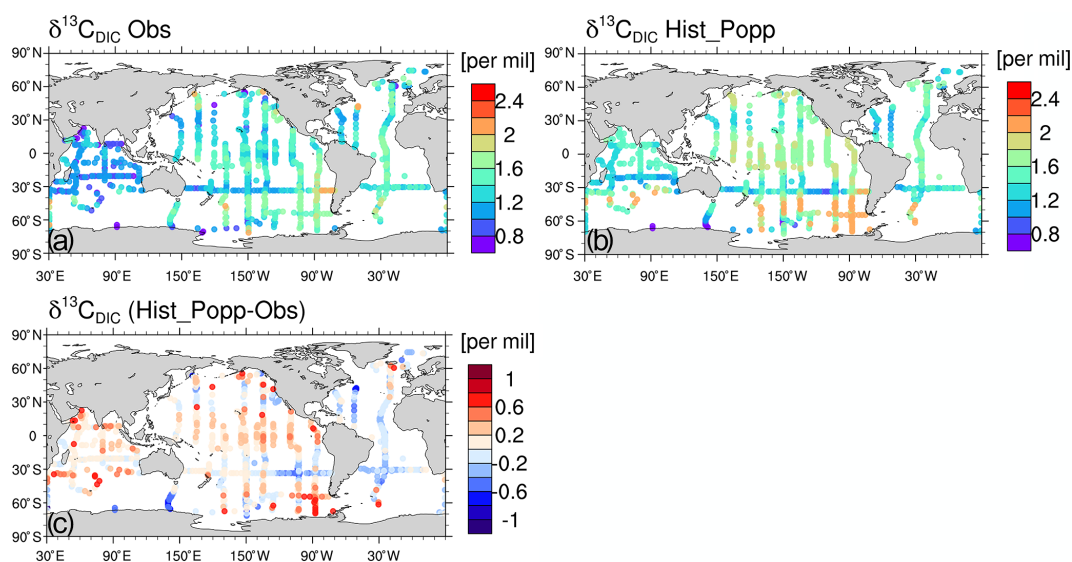 δ¹³C_DIC Obs
[per mil]
90°N
60°N
30°N
0
30°S
60°S
90°S
(a)
30°E 90°E 150°E 150°W 90°W 30°W
2.4
2
1.6
1.2
0.8
δ¹³C_DIC Hist_Popp
[per mil]
90°N
60°N
30°N
0
30°S
60°S
90°S
(b)
30°E 90°E 150°E 150°W 90°W 30°W
2.4
2
1.6
1.2
0.8
δ¹³C_DIC (Hist_Popp-Obs)
[per mil]
90°N
60°N
30°N
0
30°S
60°S
90°S
(c)
30°E 90°E 150°E 150°W 90°W 30°W
1
0.6
0.2
-0.2
-0.6
-1